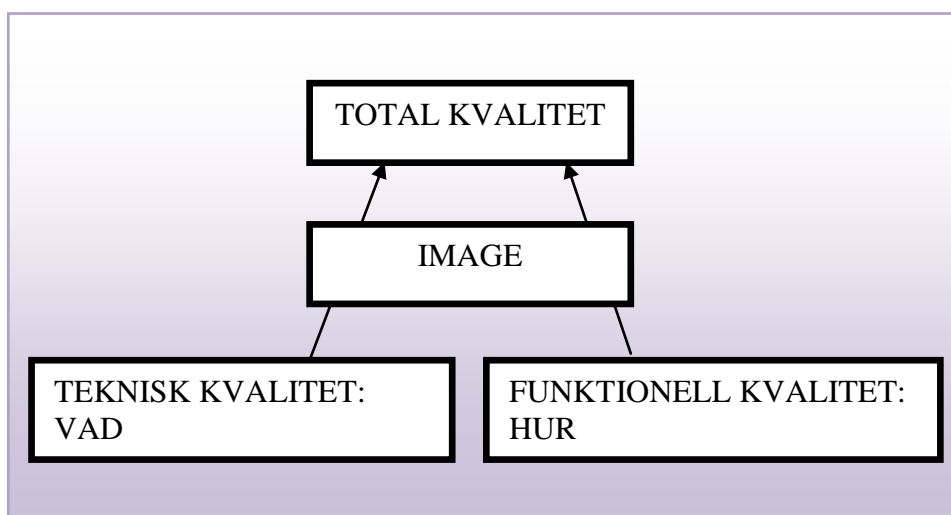 TOTAL KVALITET
IMAGE
TEKNISK KVALITET:
VAD
FUNKTIONELL KVALITET:
HUR